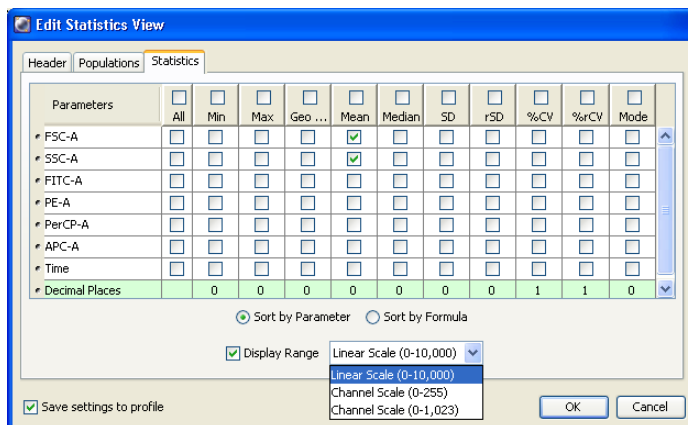 Edit Statistics View
Header Populations Statistics
Parameters All Min Max Geo ... Mean Median SD rSD %CV %rCV Mode
FSC-A
SSC-A
FITC-A
PE-A
PerCP-A
APC-A
Time
Decimal Places 0 0 0 0 0 0 0 1 1 0
Sort by Parameter Sort by Formula
Display Range Linear Scale (0-10,000)
Linear Scale (0-10,000)
Channel Scale (0-255)
Channel Scale (0-1,023)
Save settings to profile OK Cancel